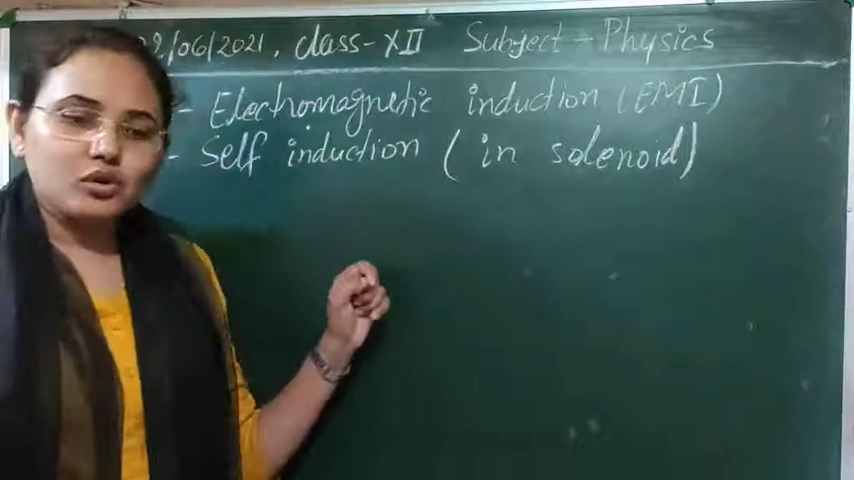 /06/2021, class-XII Subject - Physics
- Electromagnetic induction (EMI)
- Self induction (in solenoid)